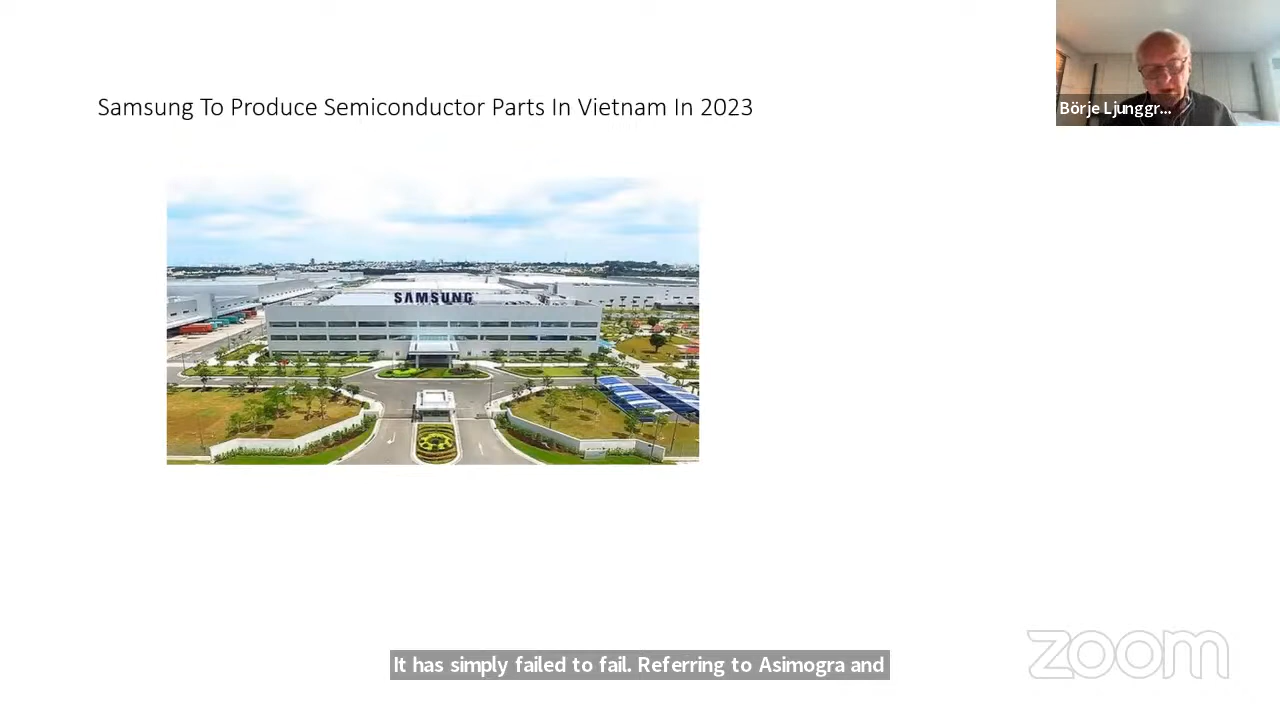 Börje Ljunggr...
Samsung To Produce Semiconductor Parts In Vietnam In 2023
SAMSUNG
It has simply failed to fail. Referring to Asimogra and
zoom